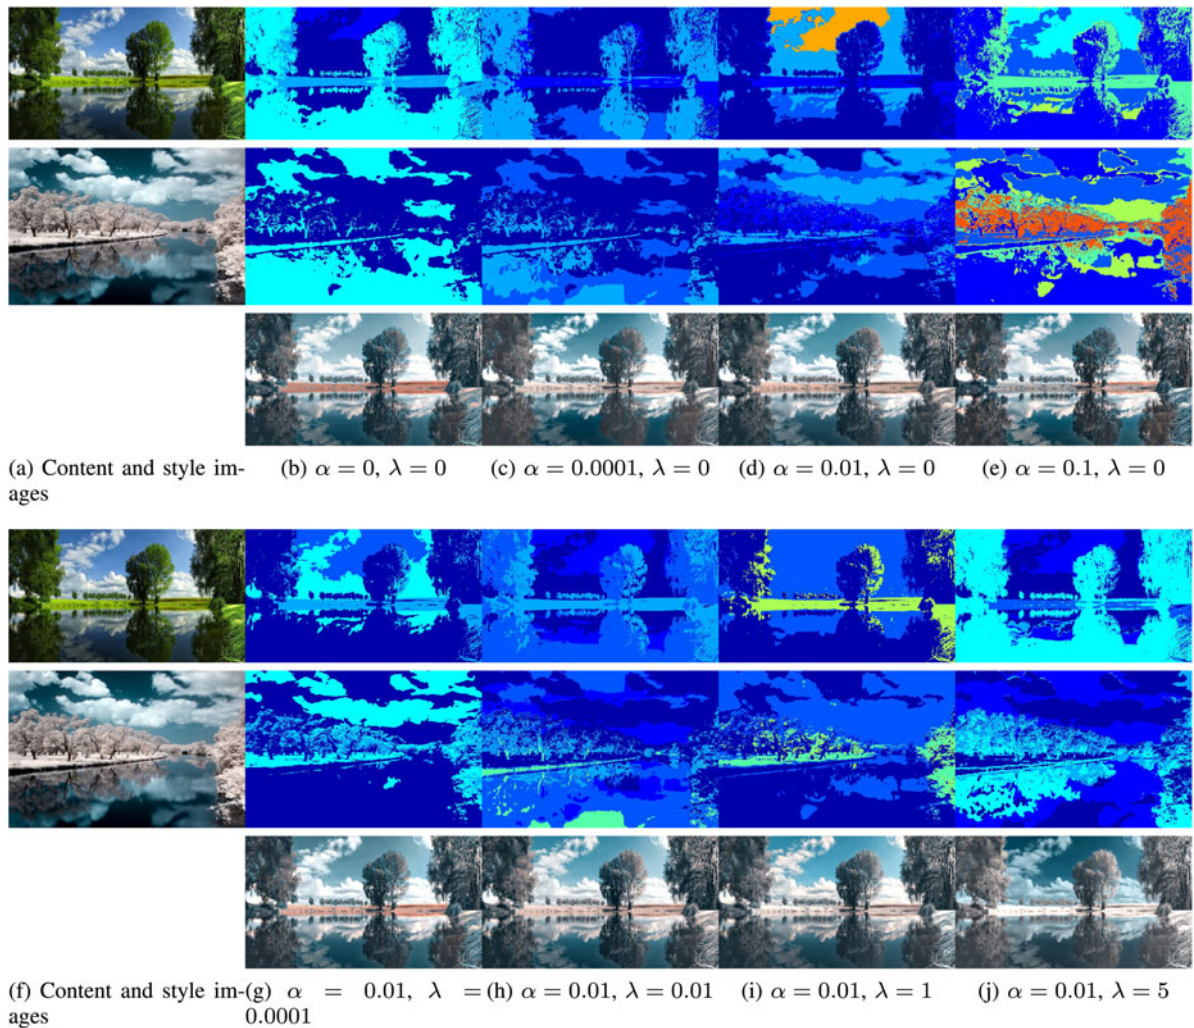 (a) Content and style im-
ages
(b) α = 0, λ = 0
(c) α = 0.0001, λ = 0
(d) α = 0.01, λ = 0
(e) α = 0.1, λ = 0
(f) Content and style im-
ages
(g) α = 0.01, λ =
0.0001
(h) α = 0.01, λ = 0.01
(i) α = 0.01, λ = 1
(j) α = 0.01, λ = 5